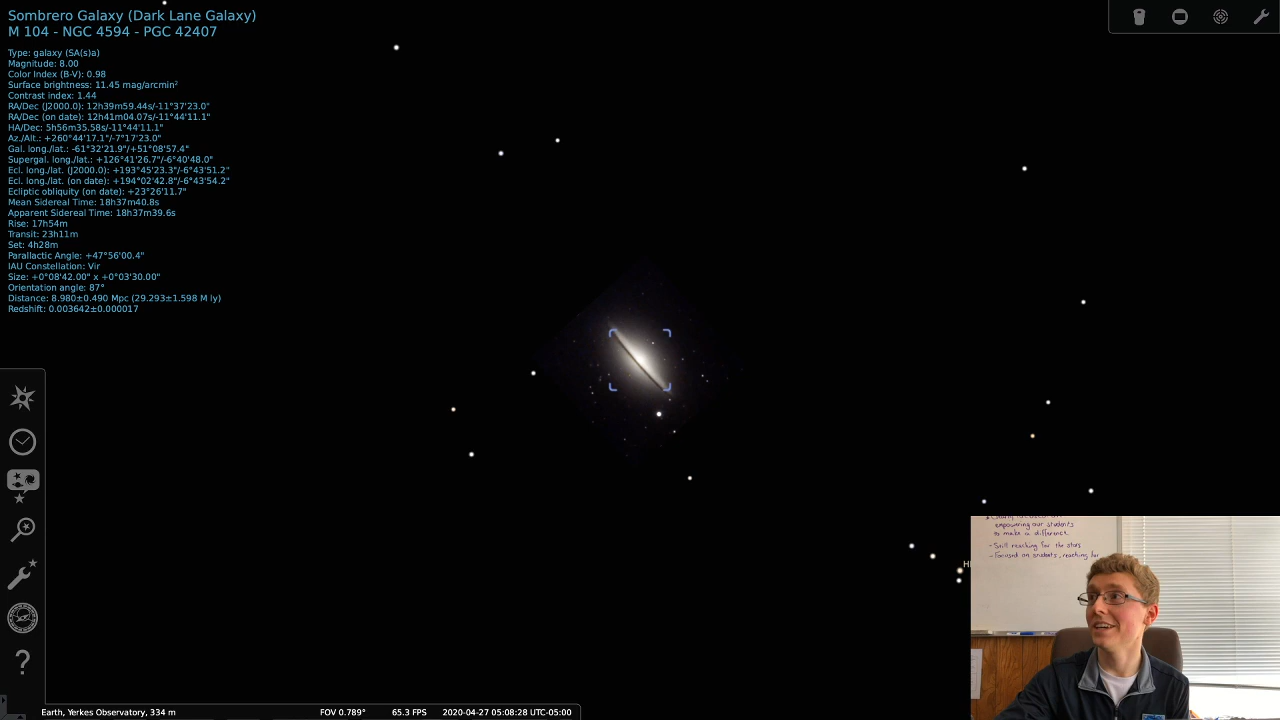 Sombrero Galaxy (Dark Lane Galaxy)
M 104 - NGC 4594 - PGC 42407
Type: galaxy (SA(s)a)
Magnitude: 8.00
Color Index (B-V): 0.98
Surface brightness: 11.45 mag/arcmin²
Contrast index: 1.44
RA/Dec (J2000.0): 12h39m59.44s/-11°37'23.0"
RA/Dec (on date): 12h41m04.07s/-11°44'11.1"
HA/Dec: 5h56m35.58s/-11°44'11.1"
Az./Alt.: +260°44'17.1"/-7°17'23.0"
Gal. long./lat.: -61°32'21.9"/+51°08'57.4"
Supergal. long./lat.: +126°41'26.7"/-6°40'48.0"
Ecl. long./lat. (J2000.0): +193°45'23.3"/-6°43'51.2"
Ecl. long./lat. (on date): +194°02'42.8"/-6°43'54.2"
Ecliptic obliquity (on date): +23°26'11.7"
Mean Sidereal Time: 18h37m40.8s
Apparent Sidereal Time: 18h37m39.6s
Rise: 17h54m
Transit: 23h11m
Set: 4h28m
Parallactic Angle: +47°56'00.4"
IAU Constellation: Vir
Size: +0°08'42.00" x +0°03'30.00"
Orientation angle: 87°
Distance: 8.980±0.490 Mpc (29.293±1.598 M ly)
Redshift: 0.003642±0.000017
empowering our students
to make a difference
- Still reaching for the stars
- Focused on students, reaching for
H
Earth, Yerkes Observatory, 334 m FOV 0.789° 65.3 FPS 2020-04-27 05:08:28 UTC-05:00